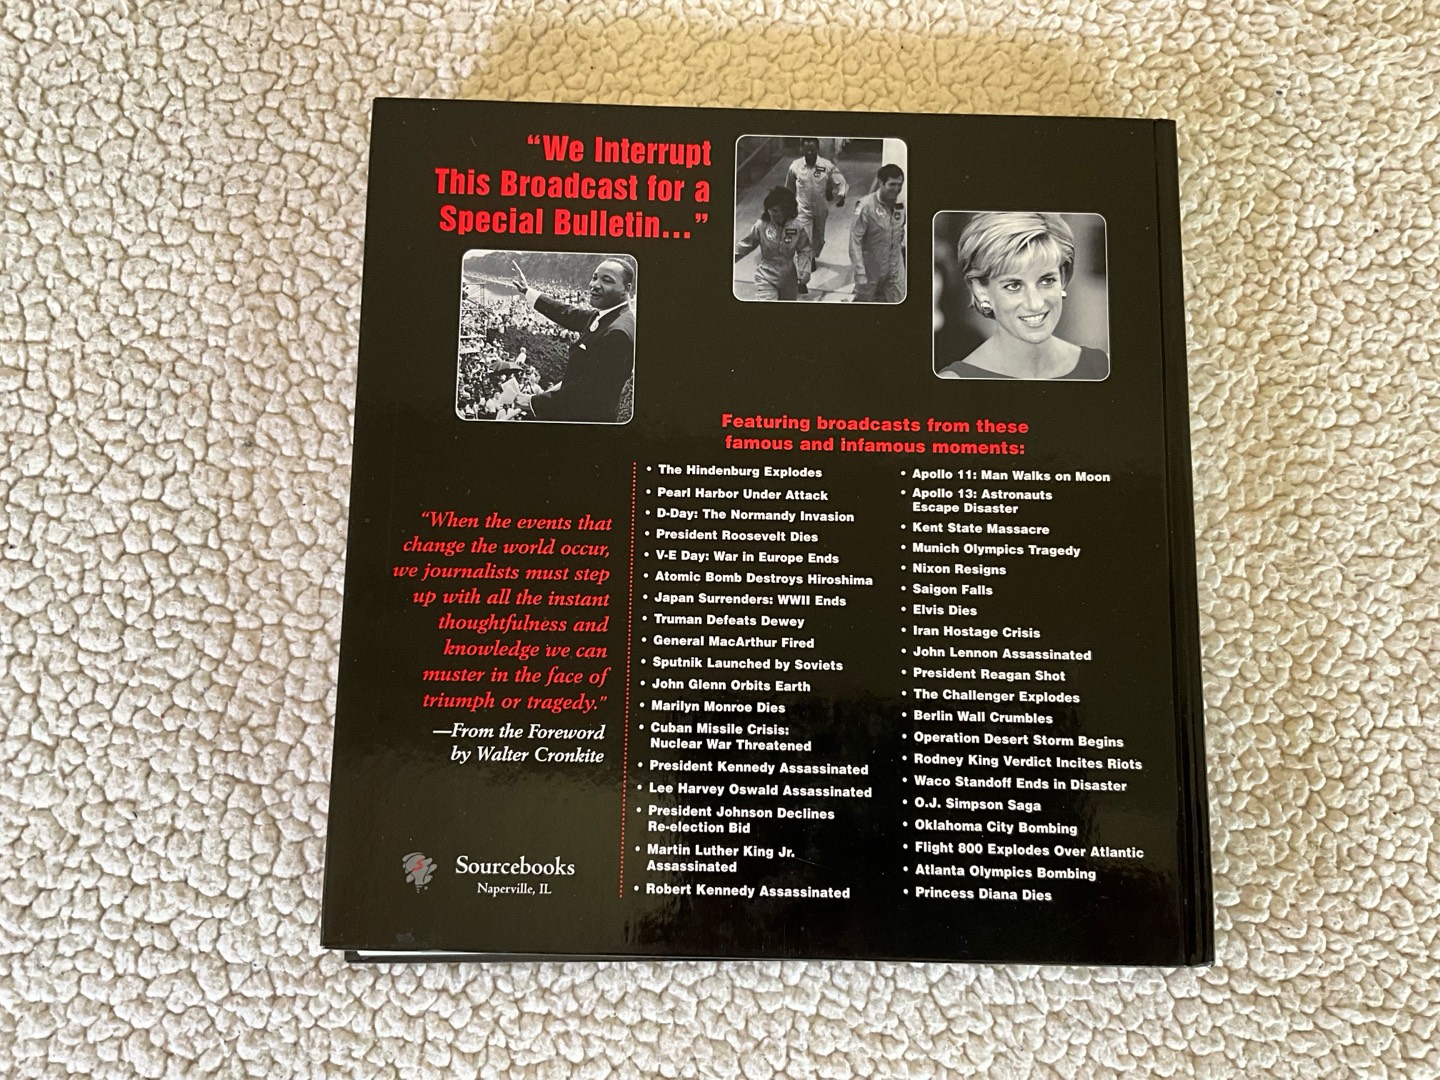 “We Interrupt
This Broadcast for a
Special Bulletin...”
Featuring broadcasts from these
famous and infamous moments:
“When the events that
change the world occur,
we journalists must step
up with all the instant
thoughtfulness and
knowledge we can
muster in the face of
triumph or tragedy.”
—From the Foreword
by Walter Cronkite
Sourcebooks
Naperville, IL
• The Hindenburg Explodes
• Pearl Harbor Under Attack
• D-Day: The Normandy Invasion
• President Roosevelt Dies
• V-E Day: War in Europe Ends
• Atomic Bomb Destroys Hiroshima
• Japan Surrenders: WWII Ends
• Truman Defeats Dewey
• General MacArthur Fired
• Sputnik Launched by Soviets
• John Glenn Orbits Earth
• Marilyn Monroe Dies
• Cuban Missile Crisis:
Nuclear War Threatened
• President Kennedy Assassinated
• Lee Harvey Oswald Assassinated
• President Johnson Declines
Re-election Bid
• Martin Luther King Jr.
Assassinated
• Robert Kennedy Assassinated
• Apollo 11: Man Walks on Moon
• Apollo 13: Astronauts
Escape Disaster
• Kent State Massacre
• Munich Olympics Tragedy
• Nixon Resigns
• Saigon Falls
• Elvis Dies
• Iran Hostage Crisis
• John Lennon Assassinated
• President Reagan Shot
• The Challenger Explodes
• Berlin Wall Crumbles
• Operation Desert Storm Begins
• Rodney King Verdict Incites Riots
• Waco Standoff Ends in Disaster
• O.J. Simpson Saga
• Oklahoma City Bombing
• Flight 800 Explodes Over Atlantic
• Atlanta Olympics Bombing
• Princess Diana Dies